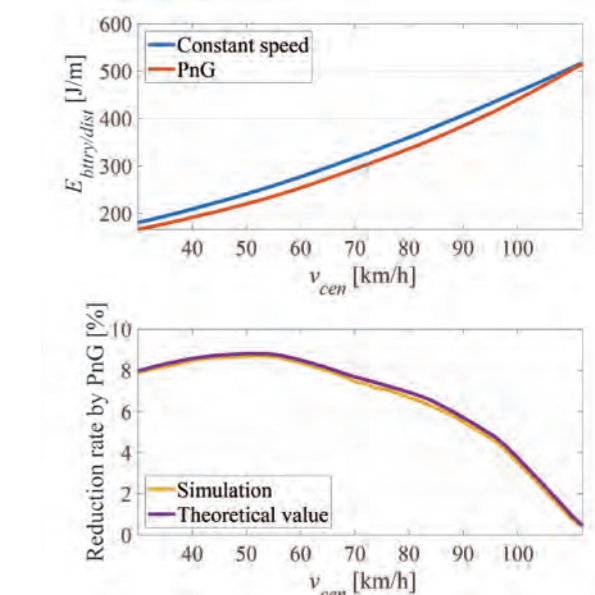 600
500
400
300
200
E_bttry/dist [J/m]
Constant speed
PnG
40 50 60 70 80 90 100
v_cen [km/h]
10
8
6
4
2
0
Reduction rate by PnG [%]
Simulation
Theoretical value
40 50 60 70 80 90 100
v_cen [km/h]